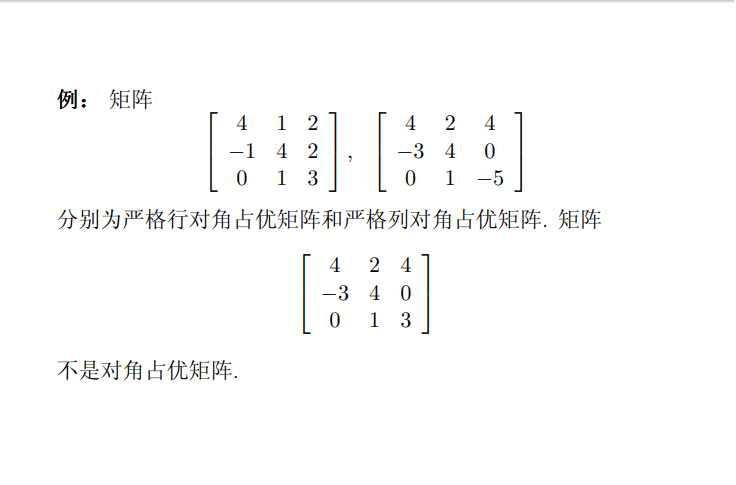 例： 矩阵
[ 4 1 2 ] , [ 4 2 4 ]
[ −1 4 2 ] [ −3 4 0 ]
[ 0 1 3 ] [ 0 1 −5 ]
分别为严格行对角占优矩阵和严格列对角占优矩阵. 矩阵
[ 4 2 4 ]
[ −3 4 0 ]
[ 0 1 3 ]
不是对角占优矩阵.